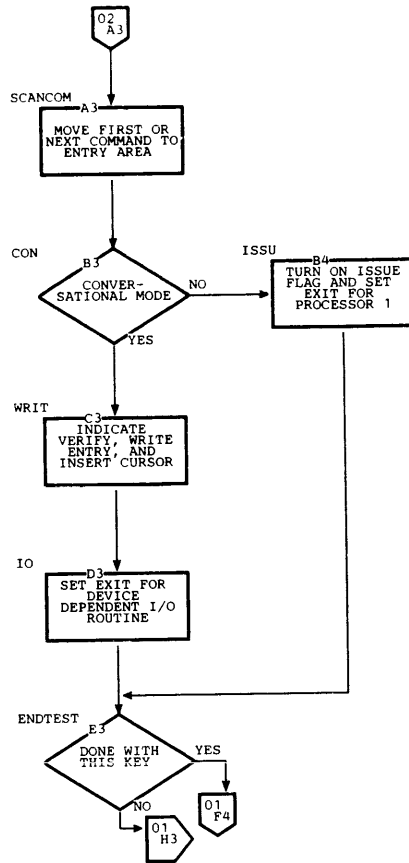 02
A3
SCANCOM
A3
MOVE FIRST OR
NEXT COMMAND TO
ENTRY AREA
CON
B3
CONVER-
SATIONAL MODE
NO
YES
ISSU
B4
TURN ON ISSUE
FLAG AND SET
EXIT FOR
PROCESSOR 1
WRIT
C3
INDICATE
VERIFY, WRITE
ENTRY, AND
INSERT CURSOR
IO
D3
SET EXIT FOR
DEVICE
DEPENDENT I/O
ROUTINE
ENDTEST
E3
DONE WITH
THIS KEY
YES
NO
01
F4
01
H3